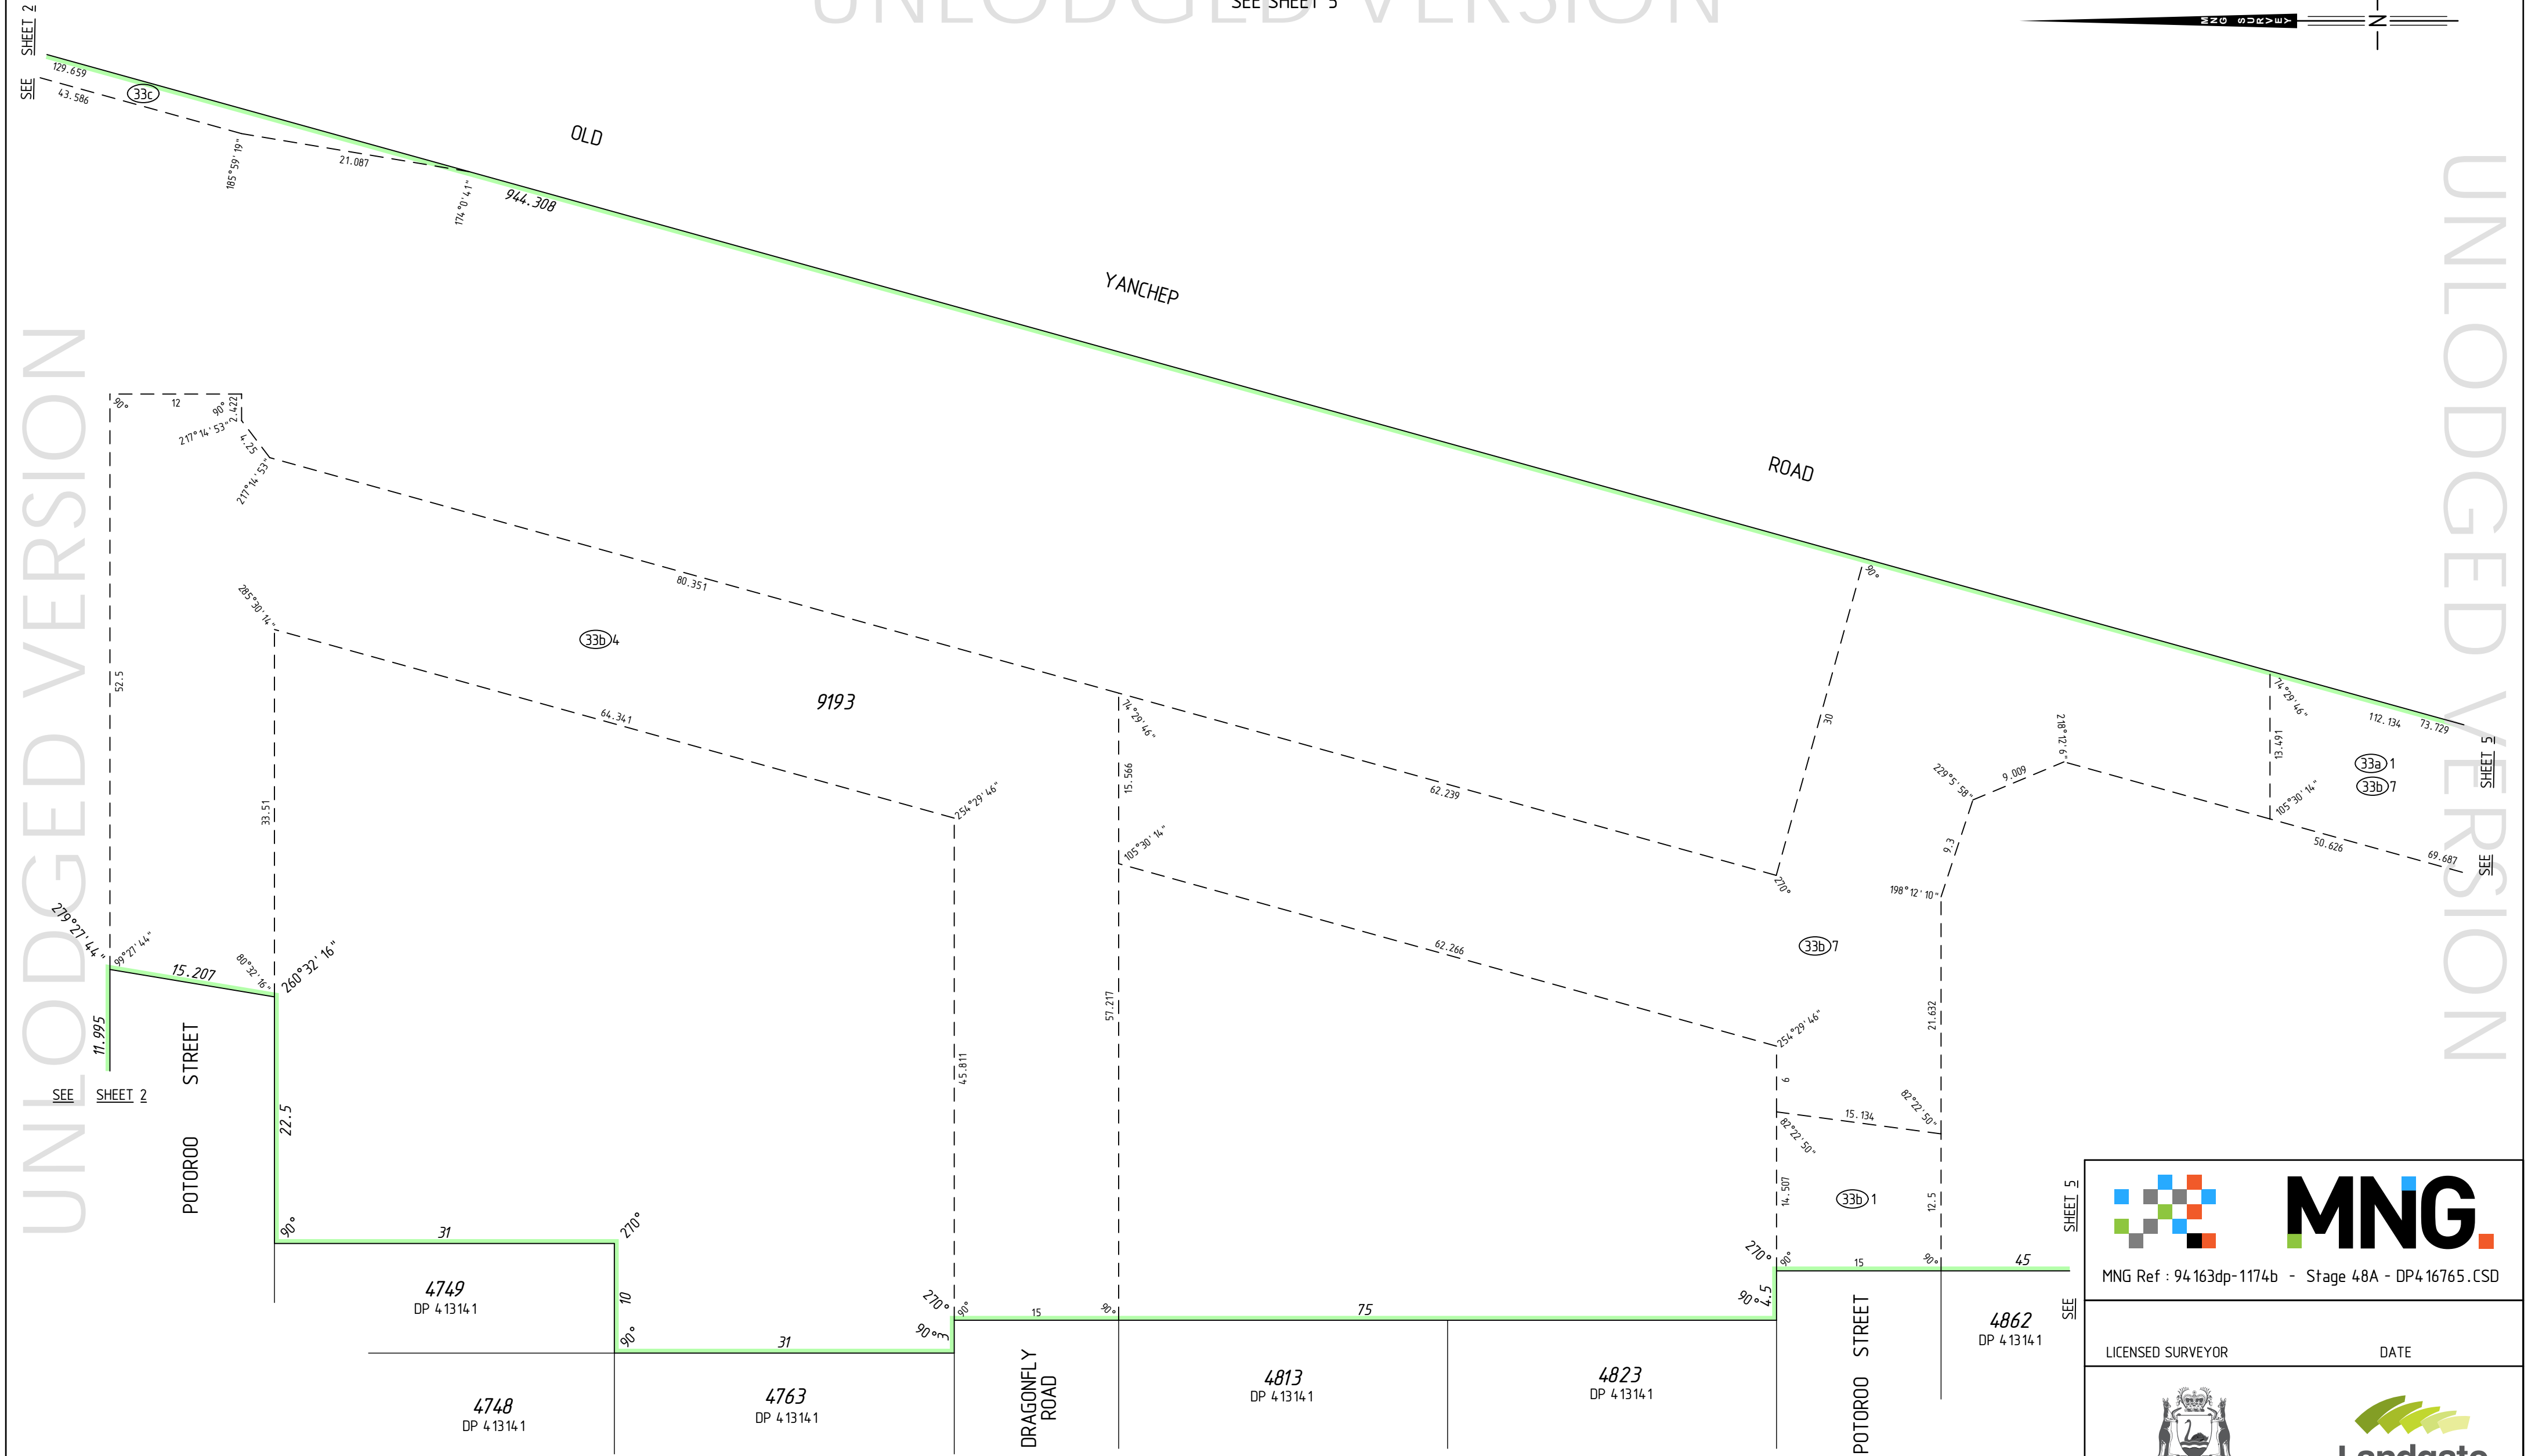 UNLODGED VERSION
SEE SHEET 5
MNG SURVEY
N
SEE SHEET 2
129.659
43.586
33c
185°59'19"
21.087
174°0'41"
944.308
OLD
YANCHEP
ROAD
UNLODGED VERSION
UNLODGED VERSION
90°
12
90°
2.422
217°14'53"
4.25
217°14'53"
80.351
285°30'14"
33b 4
9193
64.341
52.5
33.51
254°29'46"
74°29'46"
15.566
105°30'14"
62.239
62.266
57.217
45.811
90°
30
270°
33b 7
229°5'58"
9.009
218°12'6"
9.3
198°12'10"
74°29'46"
112.134
73.729
13.491
33a 1
33b 7
105°30'14"
50.626
69.687
SEE SHEET 5
279°27'44"
99°27'44"
15.207
80°32'16"
260°32'16"
11.995
SEE SHEET 2
POTOROO STREET
22.5
21.632
254°29'46"
6
15.134
82°22'50"
82°22'50"
14.507
33b 1
12.5
90°
31
270°
4749
DP 413141
10
90°
31
270°
90°
3
90°
15
90°
75
270°
90°
4.5
90°
15
90°
45
SEE SHEET 5
4748
DP 413141
4763
DP 413141
DRAGONFLY
ROAD
4813
DP 413141
4823
DP 413141
POTOROO STREET
4862
DP 413141
MNG.
MNG Ref : 94163dp-1174b - Stage 48A - DP416765.CSD
LICENSED SURVEYOR DATE
Landgate